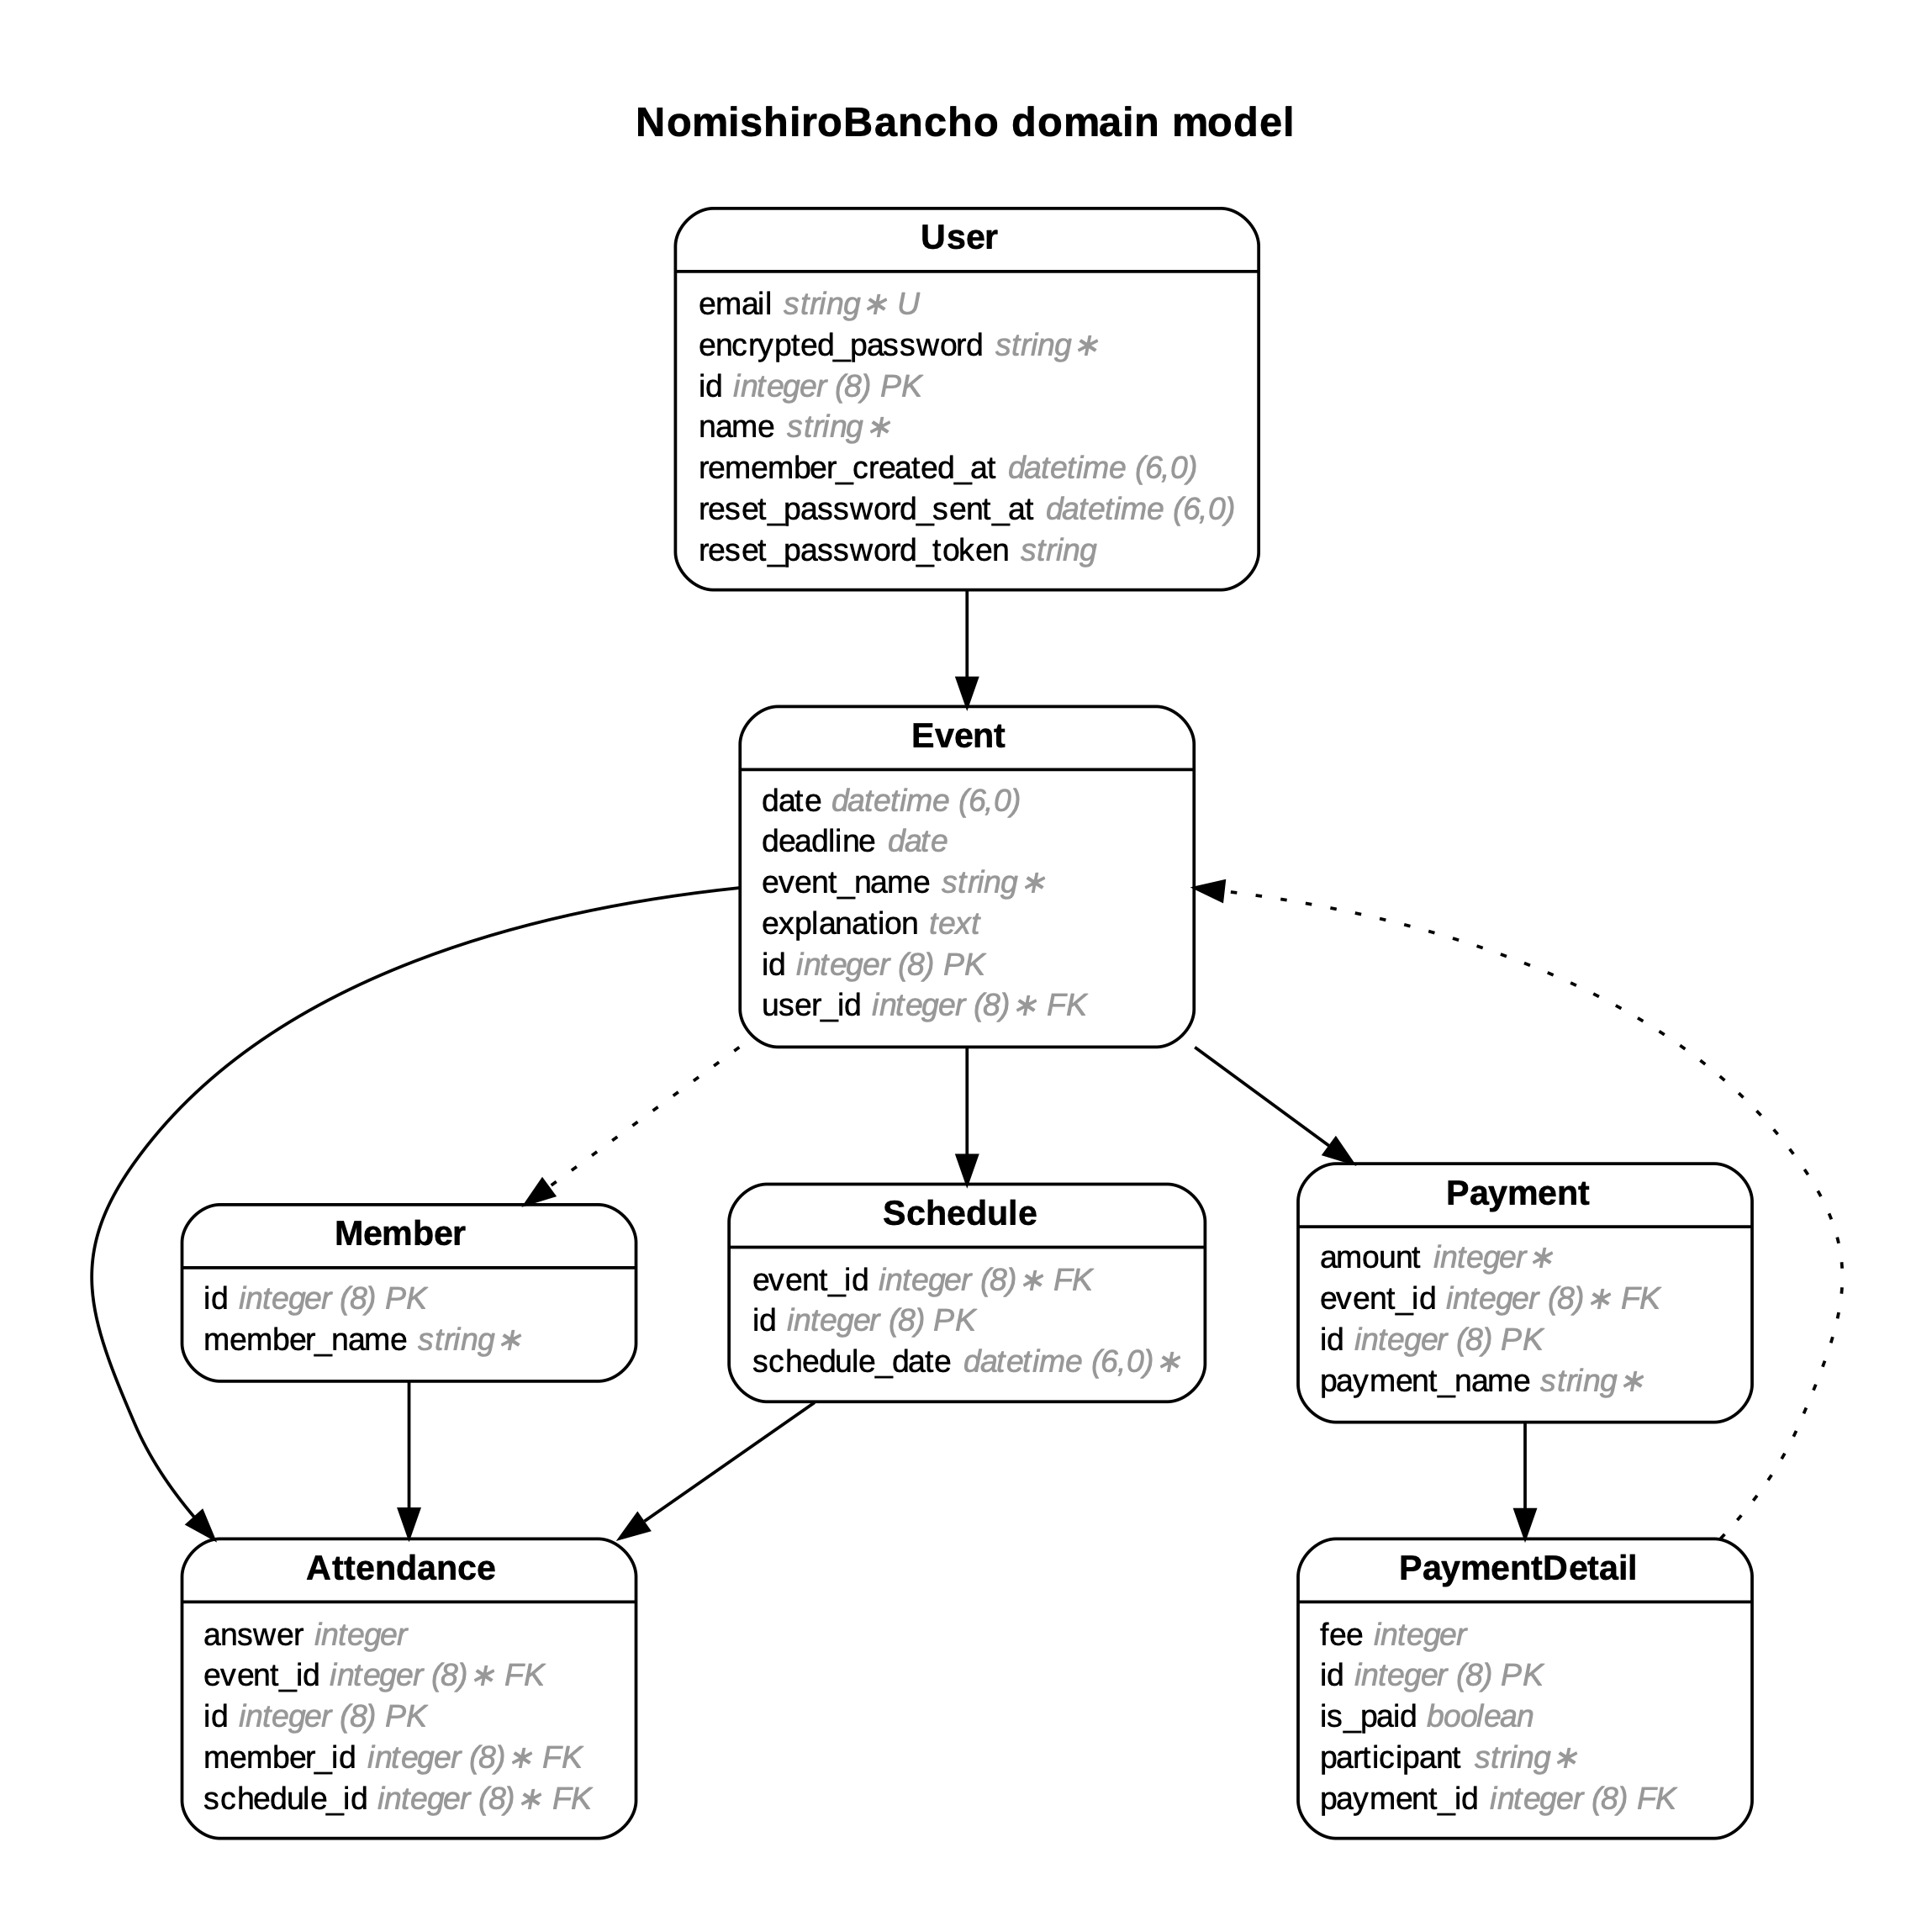 NomishiroBancho domain model
User
email string∗ U
encrypted_password string∗
id integer (8) PK
name string∗
remember_created_at datetime (6,0)
reset_password_sent_at datetime (6,0)
reset_password_token string
Event
date datetime (6,0)
deadline date
event_name string∗
explanation text
id integer (8) PK
user_id integer (8)∗ FK
Member
id integer (8) PK
member_name string∗
Schedule
event_id integer (8)∗ FK
id integer (8) PK
schedule_date datetime (6,0)∗
Payment
amount integer∗
event_id integer (8)∗ FK
id integer (8) PK
payment_name string∗
Attendance
answer integer
event_id integer (8)∗ FK
id integer (8) PK
member_id integer (8)∗ FK
schedule_id integer (8)∗ FK
PaymentDetail
fee integer
id integer (8) PK
is_paid boolean
participant string∗
payment_id integer (8) FK